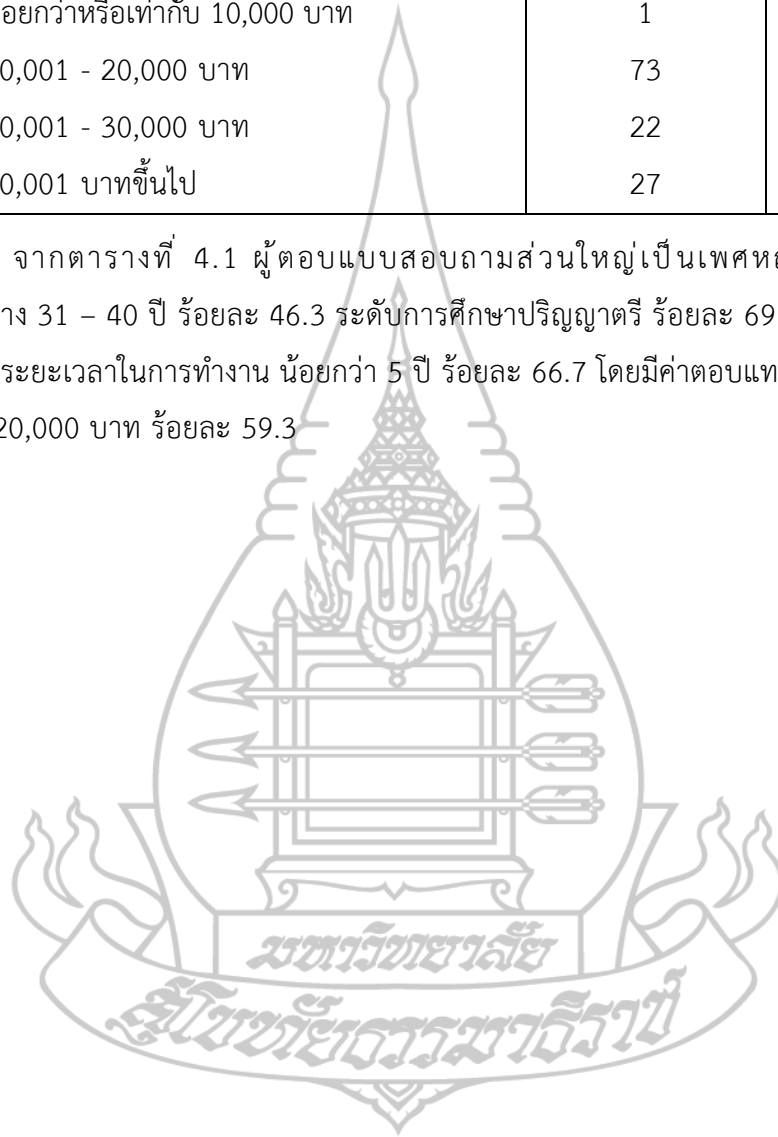 อยกว่าหรือเท่ากับ 10,000 บาท 1
0,001 - 20,000 บาท 73
0,001 - 30,000 บาท 22
0,001 บาทขึ้นไป 27
จากตารางที่ 4.1 ผู้ตอบแบบสอบถามส่วนใหญ่เป็นเพศหญ
าง 31 – 40 ปี ร้อยละ 46.3 ระดับการศึกษาปริญญาตรี ร้อยละ 69
ระยะเวลาในการทำงาน น้อยกว่า 5 ปี ร้อยละ 66.7 โดยมีค่าตอบแท
20,000 บาท ร้อยละ 59.3
มหาวิทยาลัย
สุโขทัยธรรมาธิราช